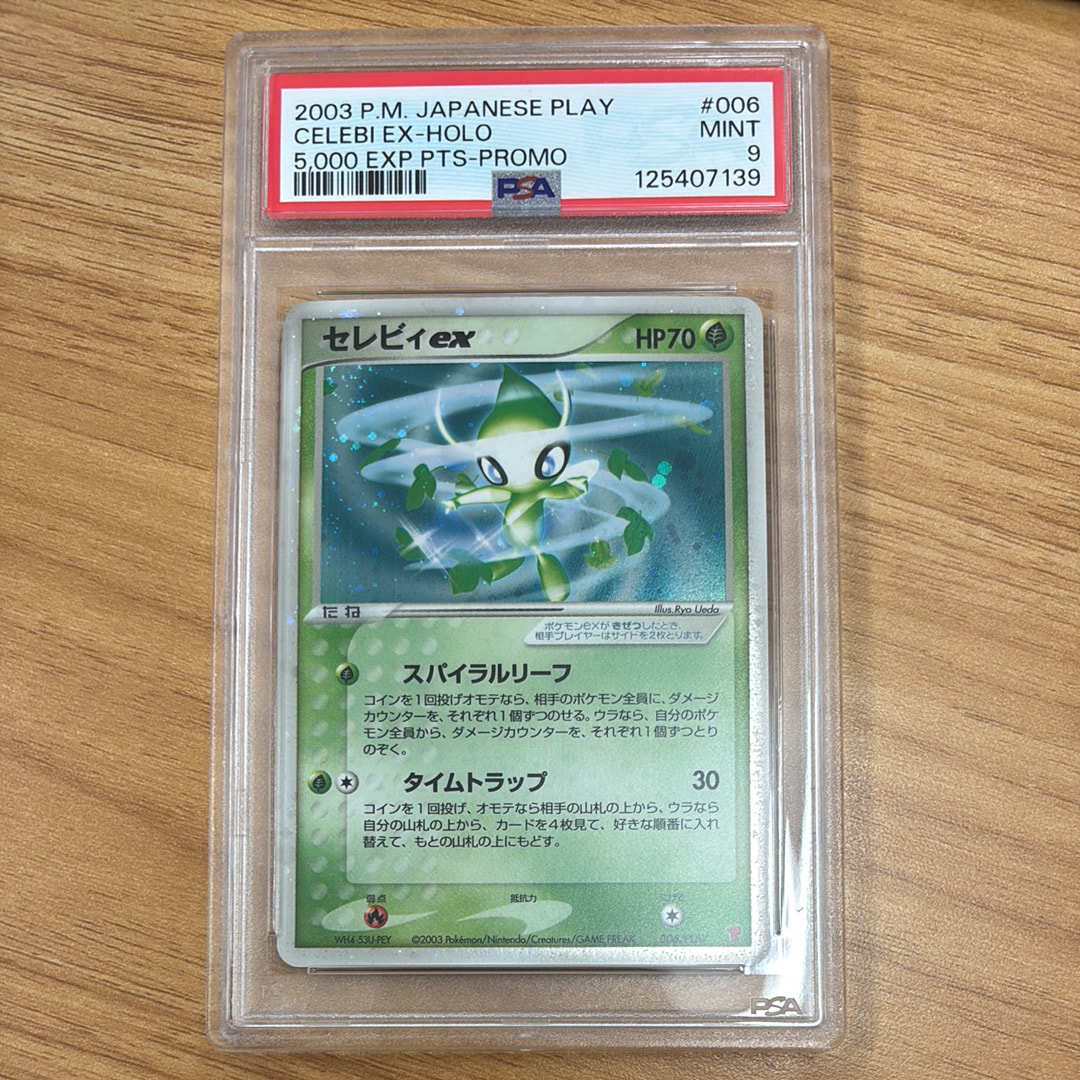 2003 P.M. JAPANESE PLAY #006
CELEBI EX-HOLO MINT
5,000 EXP PTS-PROMO 9
PSA 125407139
セレビィex HP70
たね Illus.Ryo Ueda
ポケモンexがきぜつしたとき、
相手プレイヤーはサイドを2枚とります。
スパイラルリーフ
コインを1回投げオモテなら、相手のポケモン全員に、ダメージ
カウンターを、それぞれ1個ずつのせる。ウラなら、自分のポケ
モン全員から、ダメージカウンターを、それぞれ1個ずつとり
のぞく。
タイムトラップ 30
コインを1回投げ、オモテなら相手の山札の上から、ウラなら
自分の山札の上から、カードを4枚見て、好きな順番に入れ
替えて、もとの山札の上にもどす。
弱点 抵抗力 にげる
WH4-53U-PEY ©2003 Pokémon/Nintendo/Creatures/GAME FREAK 006/PLAY P
PSA